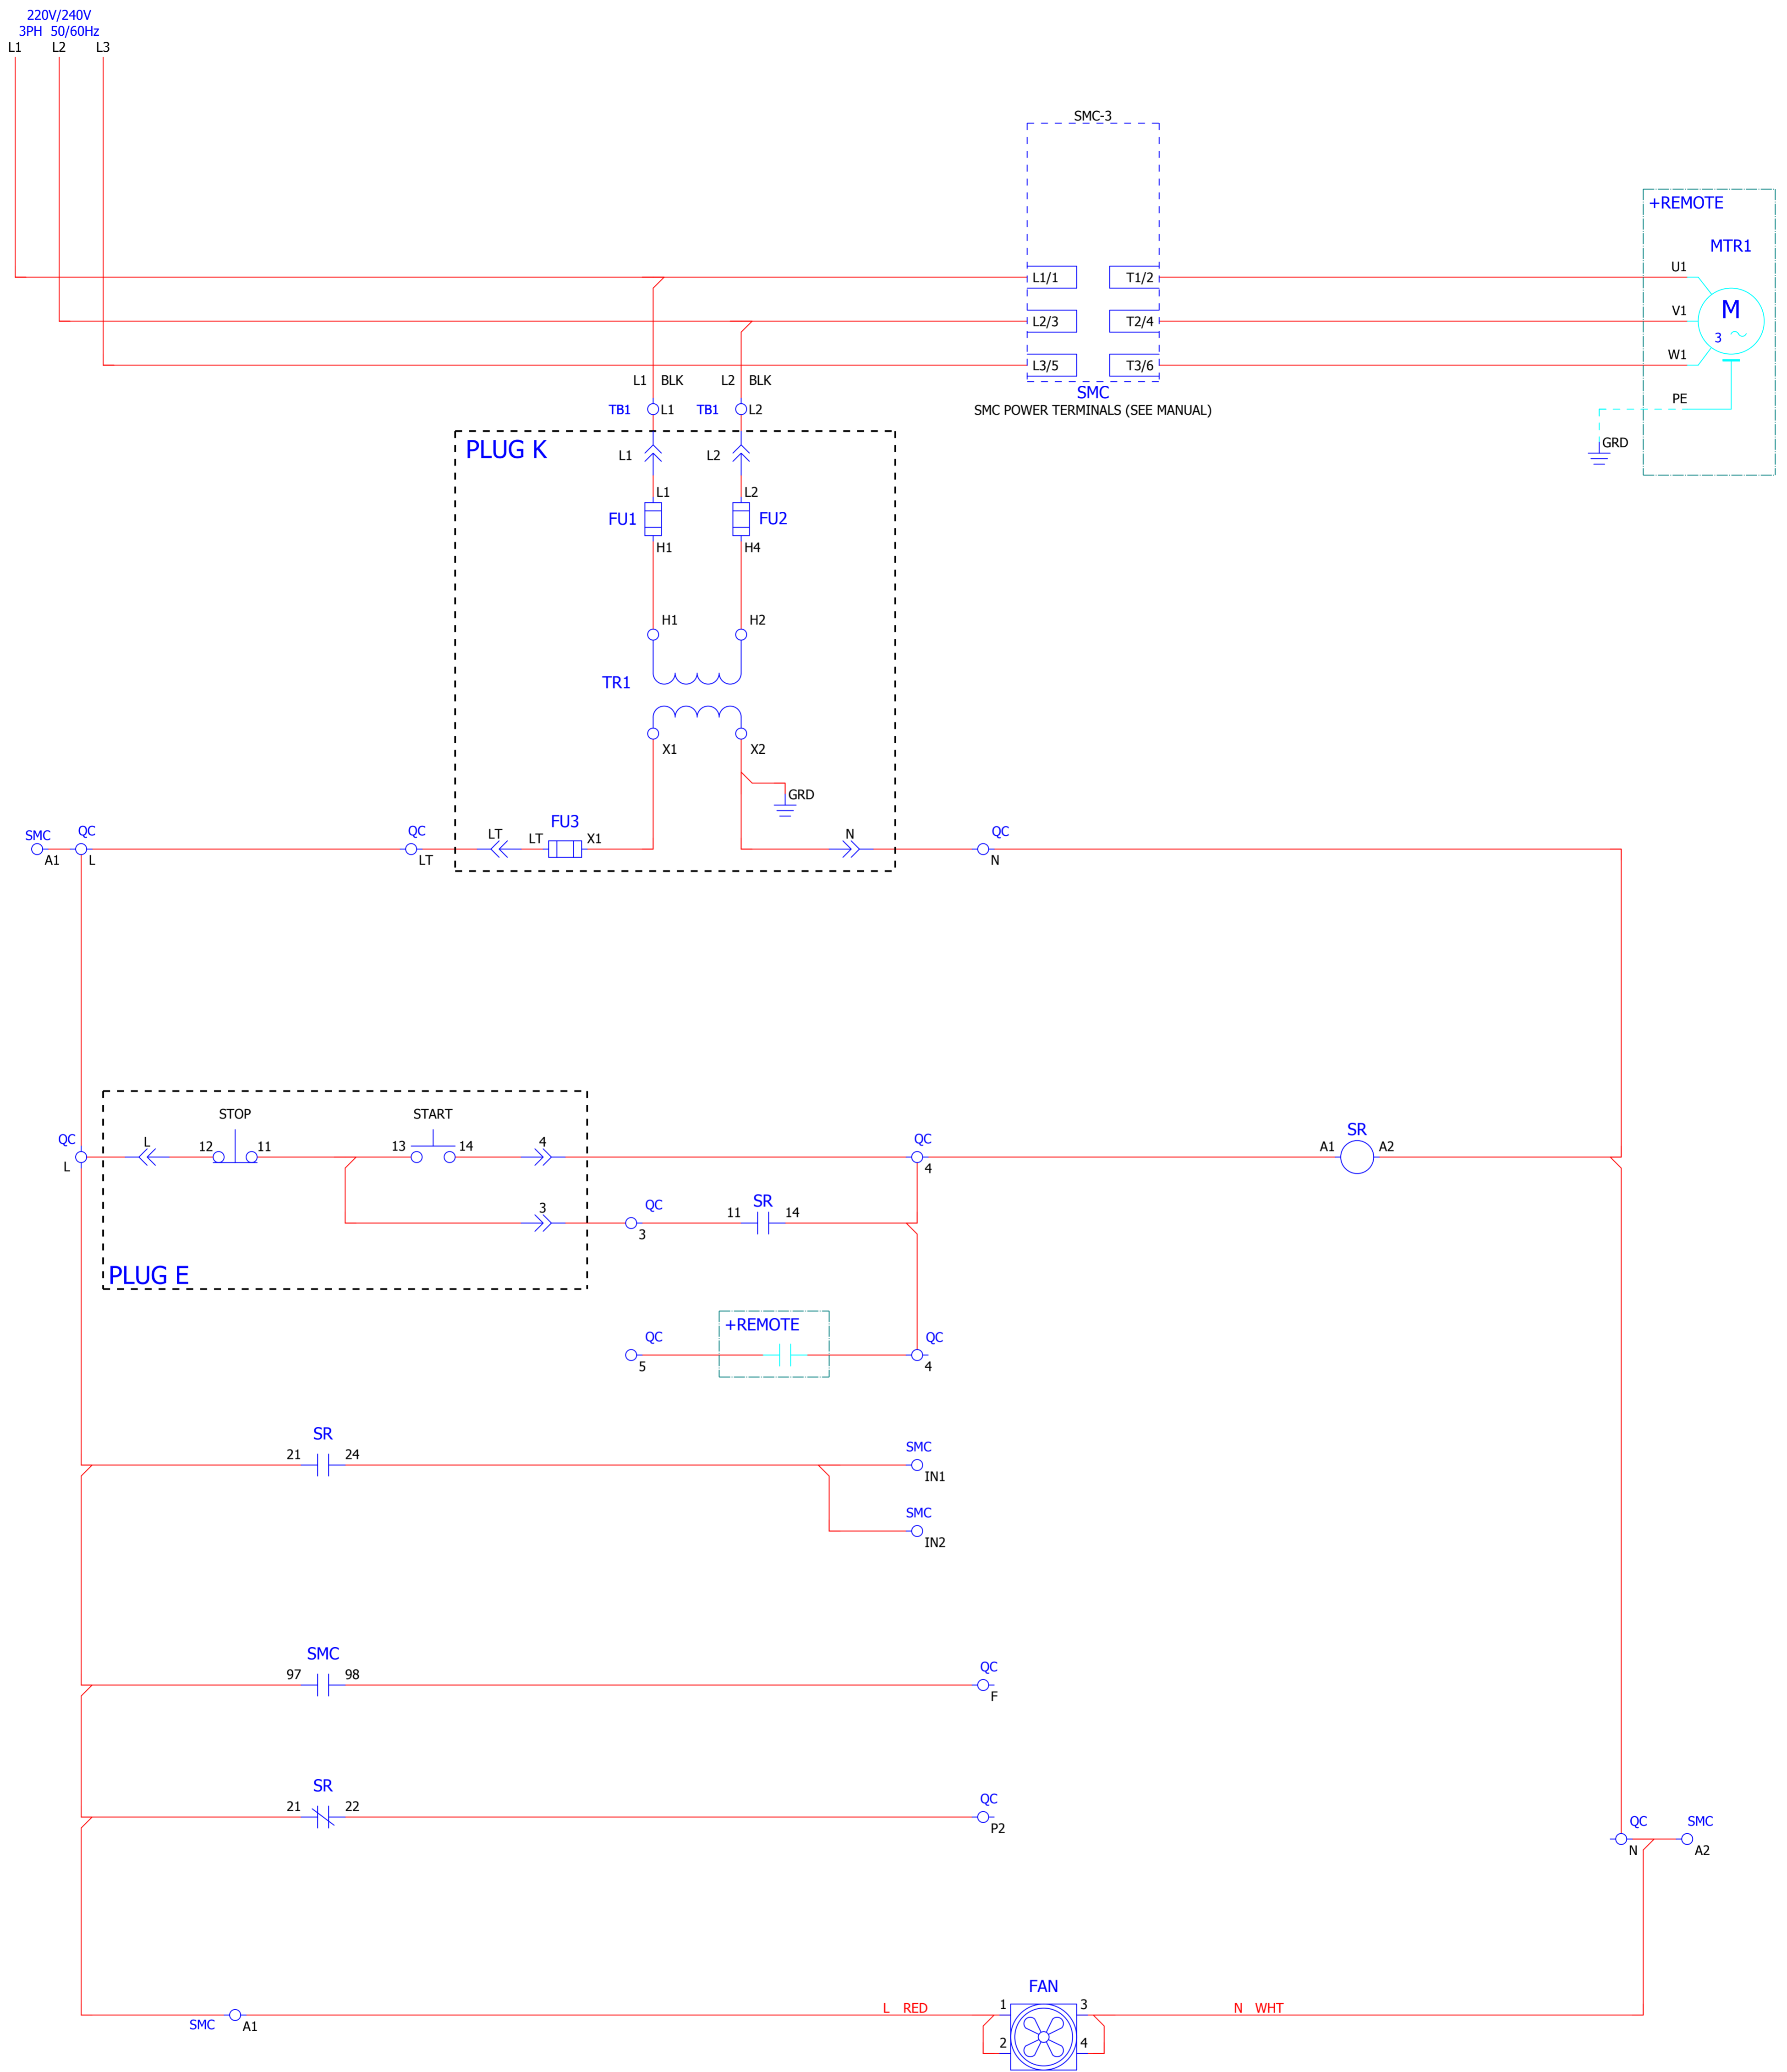 220V/240V
3PH 50/60Hz
L1 L2 L3
SMC-3
+REMOTE
MTR1
U1
L1/1 T1/2
M
3
V1
L2/3 T2/4
W1
L3/5 T3/6
L1 BLK L2 BLK
SMC
PE
TB1 L1 TB1 L2
SMC POWER TERMINALS (SEE MANUAL)
GRD
PLUG K
L1 L2
L1 L2
FU1 FU2
H1 H4
H1 H2
TR1
X1 X2
GRD
SMC QC QC LT FU3 N QC
LT X1
A1 L LT N
STOP START
QC L 12 11 13 14 4 QC SR
A1 A2
L 4
3 QC 11 SR 14
3
PLUG E
+REMOTE
QC QC
5 4
SR SMC
21 24
IN1
SMC
IN2
SMC
97 98 QC
F
SR
21 22 QC
P2
QC SMC
N A2
FAN
L RED 1 3 N WHT
SMC A1
2 4